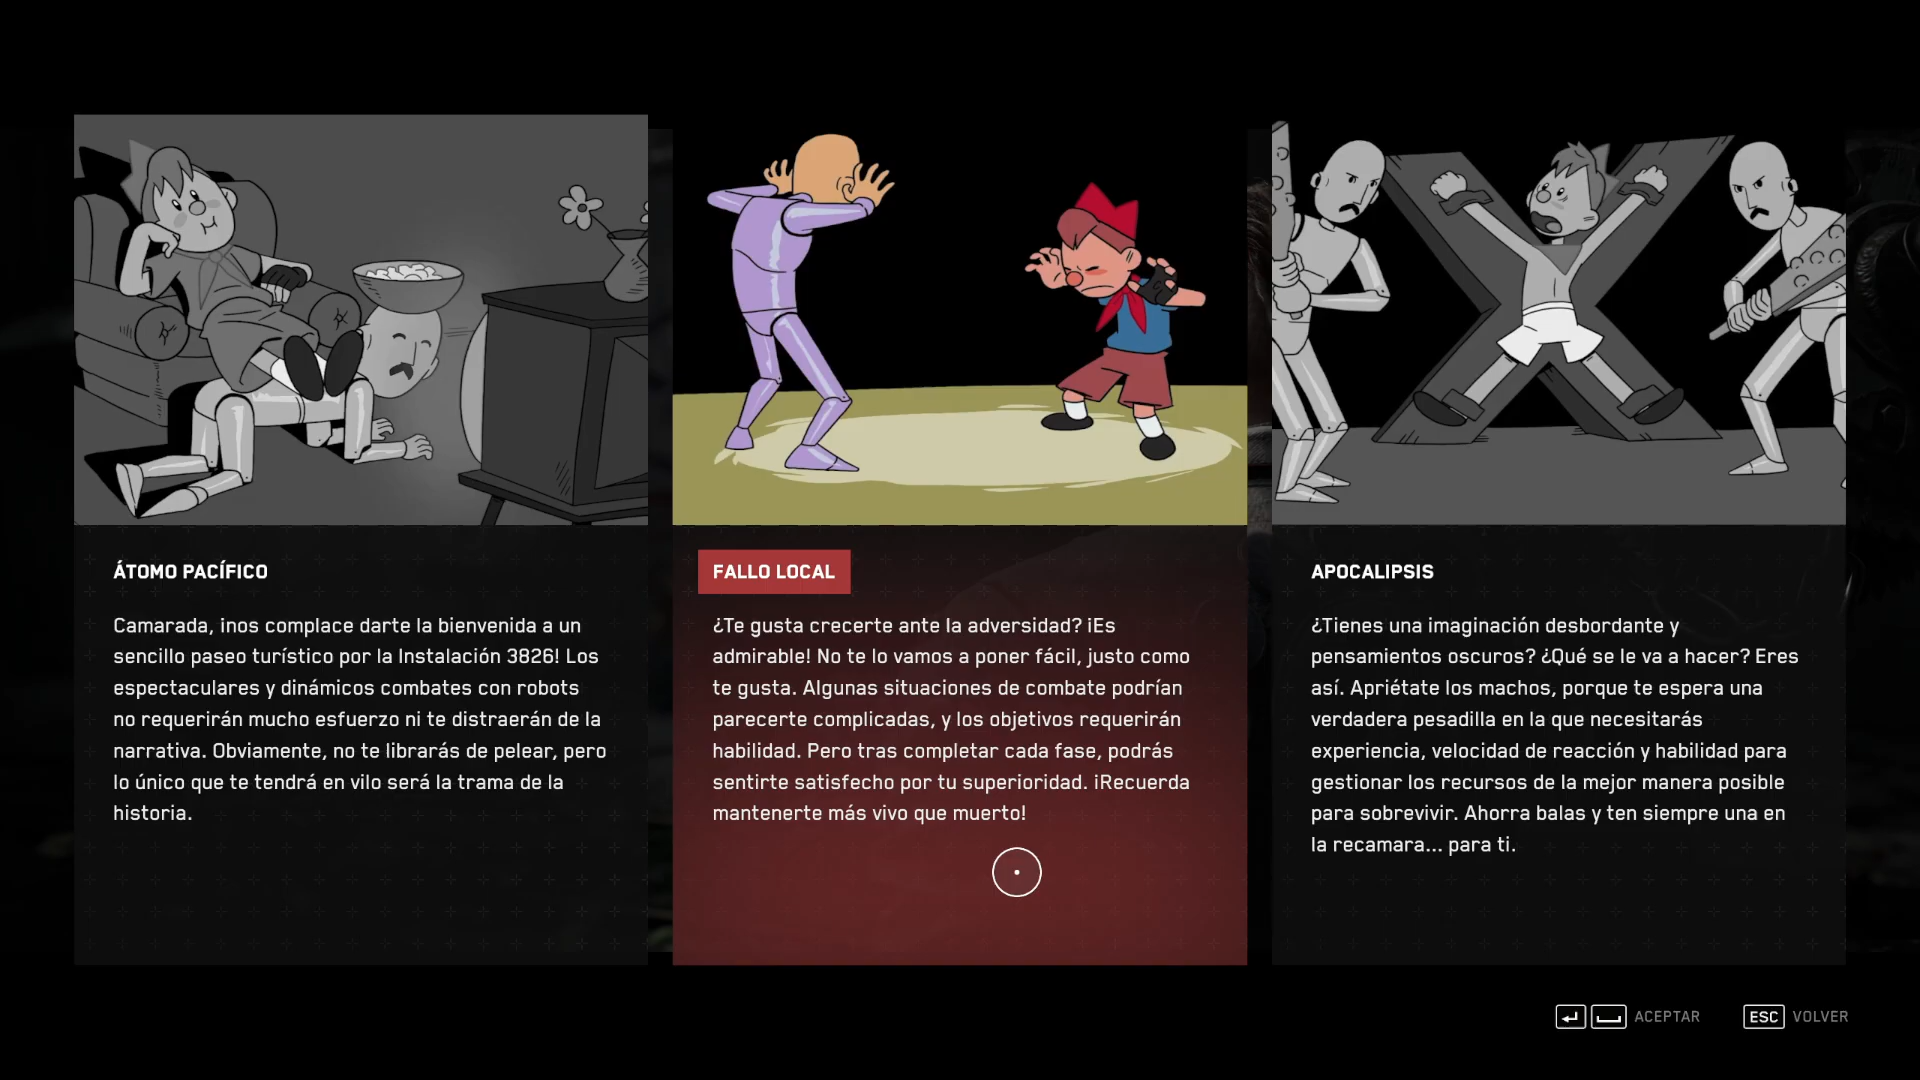 ÁTOMO PACÍFICO
Camarada, ¡nos complace darte la bienvenida a un
sencillo paseo turístico por la Instalación 3826! Los
espectaculares y dinámicos combates con robots
no requerirán mucho esfuerzo ni te distraerán de la
narrativa. Obviamente, no te librarás de pelear, pero
lo único que te tendrá en vilo será la trama de la
historia.
FALLO LOCAL
¿Te gusta crecerte ante la adversidad? ¡Es
admirable! No te lo vamos a poner fácil, justo como
te gusta. Algunas situaciones de combate podrían
parecerte complicadas, y los objetivos requerirán
habilidad. Pero tras completar cada fase, podrás
sentirte satisfecho por tu superioridad. ¡Recuerda
mantenerte más vivo que muerto!
APOCALIPSIS
¿Tienes una imaginación desbordante y
pensamientos oscuros? ¿Qué se le va a hacer? Eres
así. Apriétate los machos, porque te espera una
verdadera pesadilla en la que necesitarás
experiencia, velocidad de reacción y habilidad para
gestionar los recursos de la mejor manera posible
para sobrevivir. Ahorra balas y ten siempre una en
la recamara... para ti.
ACEPTAR
ESC VOLVER